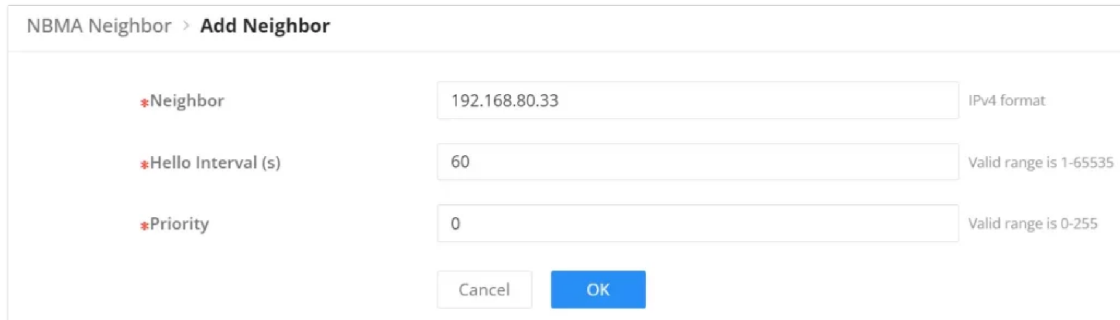 NBMA Neighbor > Add Neighbor
*Neighbor 192.168.80.33 IPv4 format
*Hello Interval (s) 60 Valid range is 1-65535
*Priority 0 Valid range is 0-255
Cancel OK